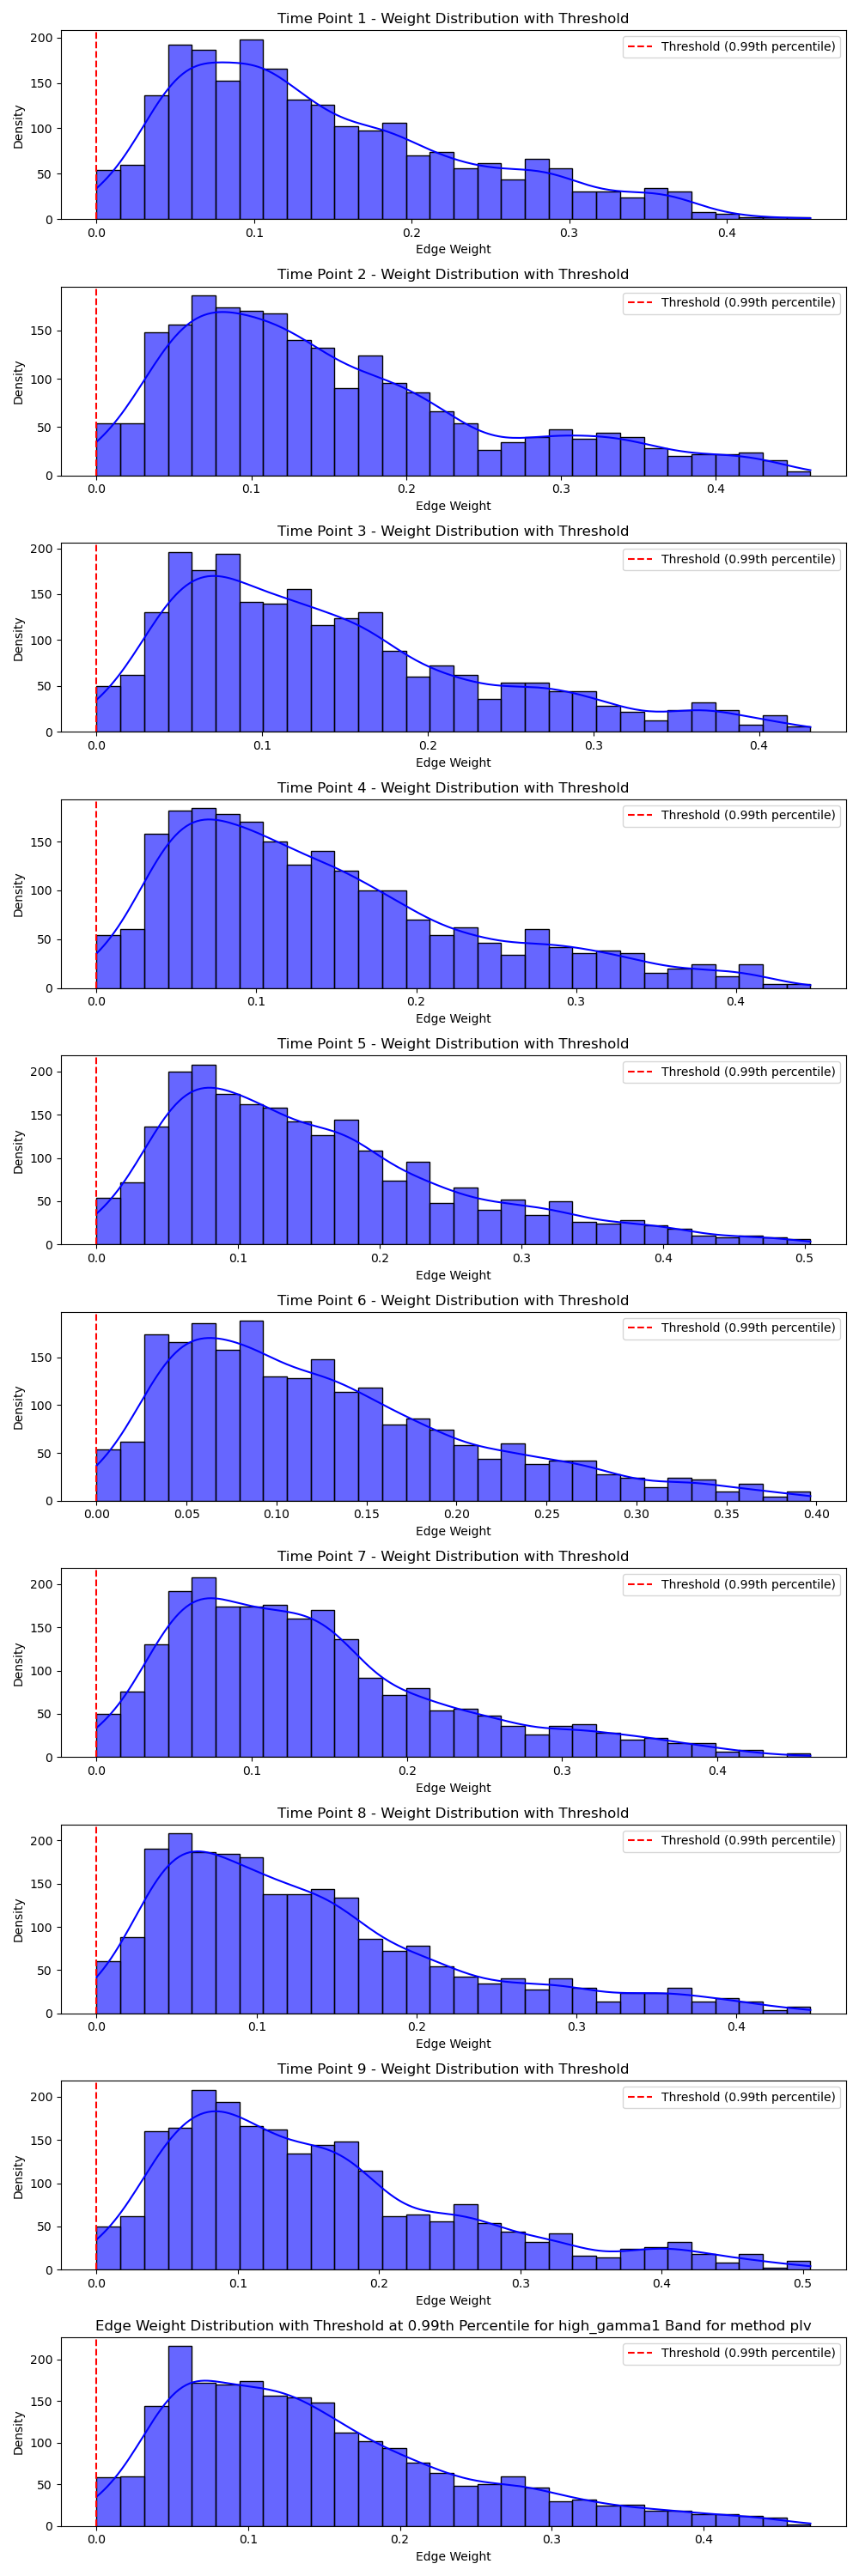 Time Point 1 - Weight Distribution with Threshold
Threshold (0.99th percentile)
200
150
100
50
0
Density
0.0 0.1 0.2 0.3 0.4
Edge Weight
Time Point 2 - Weight Distribution with Threshold
Threshold (0.99th percentile)
150
100
50
0
Density
0.0 0.1 0.2 0.3 0.4
Edge Weight
Time Point 3 - Weight Distribution with Threshold
Threshold (0.99th percentile)
200
150
100
50
0
Density
0.0 0.1 0.2 0.3 0.4
Edge Weight
Time Point 4 - Weight Distribution with Threshold
Threshold (0.99th percentile)
150
100
50
0
Density
0.0 0.1 0.2 0.3 0.4
Edge Weight
Time Point 5 - Weight Distribution with Threshold
Threshold (0.99th percentile)
200
150
100
50
0
Density
0.0 0.1 0.2 0.3 0.4 0.5
Edge Weight
Time Point 6 - Weight Distribution with Threshold
Threshold (0.99th percentile)
150
100
50
0
Density
0.00 0.05 0.10 0.15 0.20 0.25 0.30 0.35 0.40
Edge Weight
Time Point 7 - Weight Distribution with Threshold
Threshold (0.99th percentile)
200
150
100
50
0
Density
0.0 0.1 0.2 0.3 0.4
Edge Weight
Time Point 8 - Weight Distribution with Threshold
Threshold (0.99th percentile)
200
150
100
50
0
Density
0.0 0.1 0.2 0.3 0.4
Edge Weight
Time Point 9 - Weight Distribution with Threshold
Threshold (0.99th percentile)
200
150
100
50
0
Density
0.0 0.1 0.2 0.3 0.4 0.5
Edge Weight
Edge Weight Distribution with Threshold at 0.99th Percentile for high_gamma1 Band for method plv
Threshold (0.99th percentile)
200
150
100
50
0
Density
0.0 0.1 0.2 0.3 0.4
Edge Weight